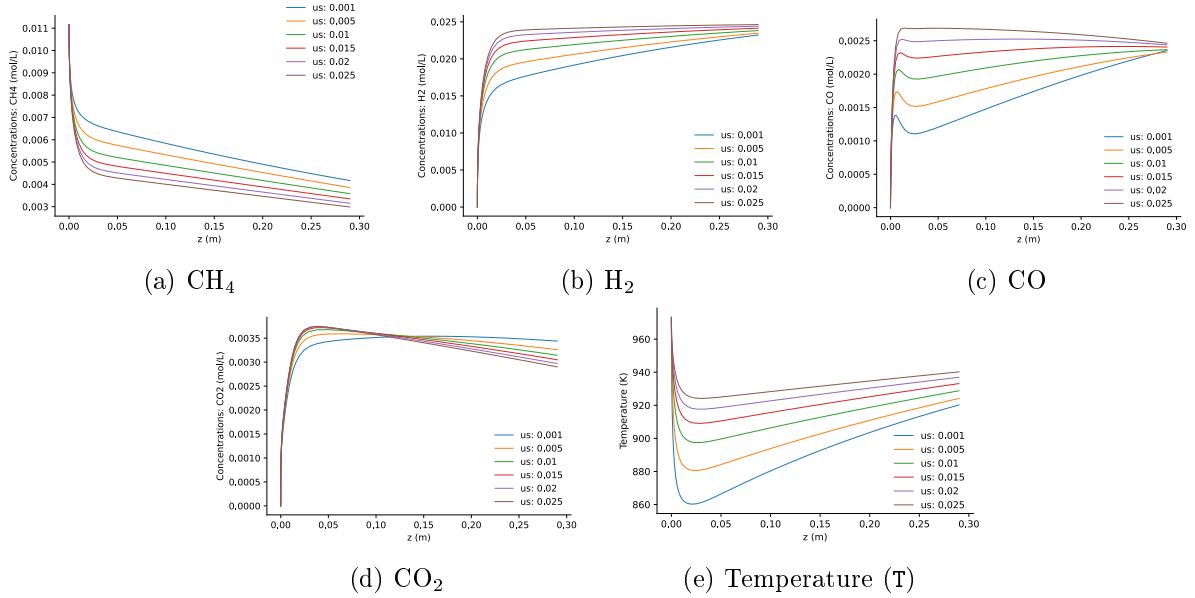 us: 0.001
us: 0.005
us: 0.01
us: 0.015
us: 0.02
us: 0.025
0.011
0.010
0.009
0.008
0.007
0.006
0.005
0.004
0.003
Concentrations: CH4 (mol/L)
0.00 0.05 0.10 0.15 0.20 0.25 0.30
z (m)
(a) CH₄
0.025
0.020
0.015
0.010
0.005
0.000
Concentrations: H2 (mol/L)
us: 0,001
us: 0.005
us: 0.01
us: 0.015
us: 0.02
us: 0.025
0.00 0.05 0.10 0.15 0.20 0.25 0.30
z (m)
(b) H₂
0.0025
0.0020
0.0015
0.0010
0.0005
0.0000
Concentrations: CO (mol/L)
us: 0.001
us: 0,005
us: 0.01
us: 0.015
us: 0.02
us: 0.025
0.00 0.05 0.10 0.15 0.20 0.25 0.30
z (m)
(c) CO
0.0035
0.0030
0.0025
0.0020
0.0015
0.0010
0.0005
0.0000
Concentrations: CO2 (mol/L)
us: 0,001
us: 0.005
us: 0.01
us: 0,015
us: 0.02
us: 0.025
0.00 0.05 0.10 0.15 0.20 0.25 0.30
z (m)
(d) CO₂
960
940
920
900
880
860
Temperature (K)
us: 0.001
us: 0.005
us: 0.01
us: 0.015
us: 0.02
us: 0.025
0.00 0.05 0.10 0.15 0.20 0.25 0.30
z (m)
(e) Temperature (T)